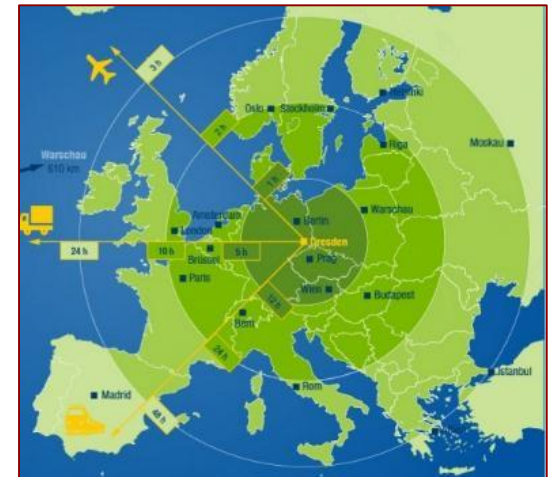 3 h
Helsinki
Oslo
Stockholm
2 h
Moskau
Riga
Warschau
610 km
1 h
Amsterdam
Berlin
Warschau
London
Dresden
24 h
10 h
5 h
Brüssel
Prag
Paris
Wien
12 h
Budapest
Bern
24 h
Istanbul
Rom
Madrid
48 h